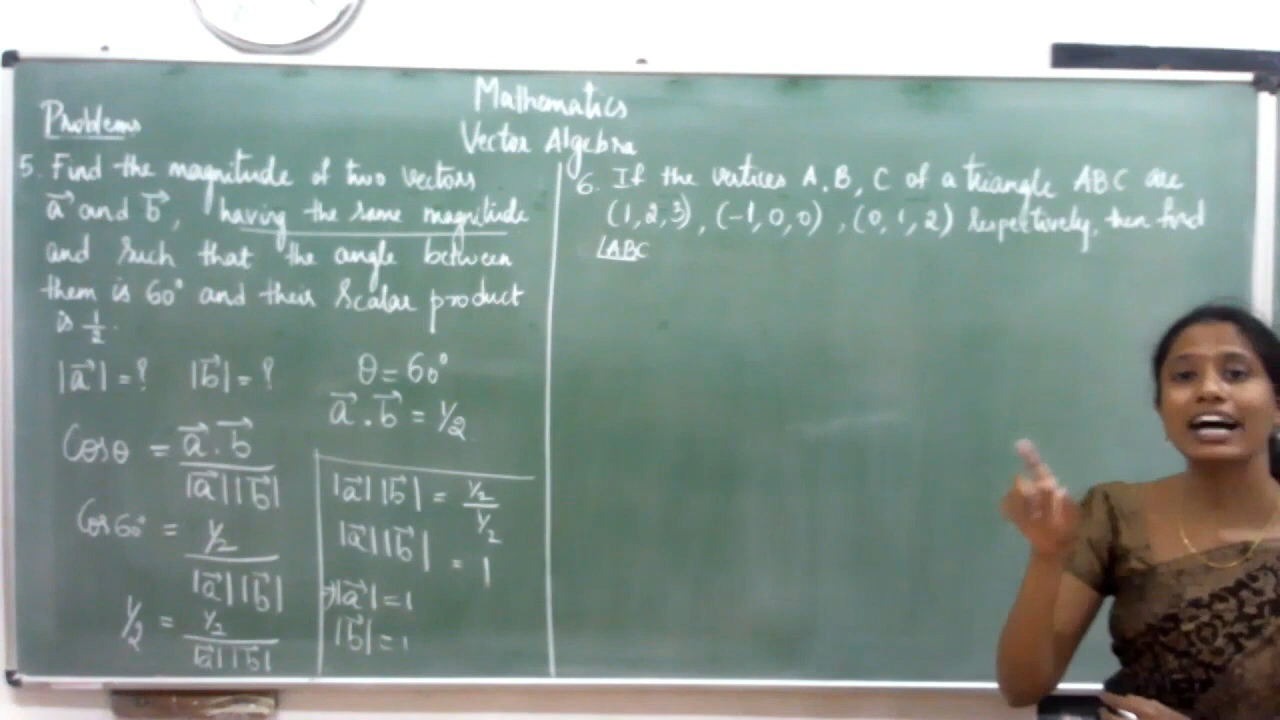 Mathematics
Vector Algebra
Problems
5. Find the magnitude of two vectors
a⃗ and b⃗, having the same magnitude
and such that the angle between
them is 60° and their scalar product
is 1/2.
|a⃗| = ? |b⃗| = ? θ = 60°
a⃗ . b⃗ = 1/2
Cos θ = a⃗ . b⃗ / |a⃗| |b⃗|
Cos 60° = 1/2 / |a⃗| |b⃗|
1/2 = 1/2 / |a⃗| |b⃗|
|a⃗| |b⃗| = 1/2 / 1/2
|a⃗| |b⃗| = 1
⇒ |a⃗| = 1
|b⃗| = 1
6. If the vertices A, B, C of a triangle ABC are
(1, 2, 3), (-1, 0, 0), (0, 1, 2) respectively, then find
∠ABC